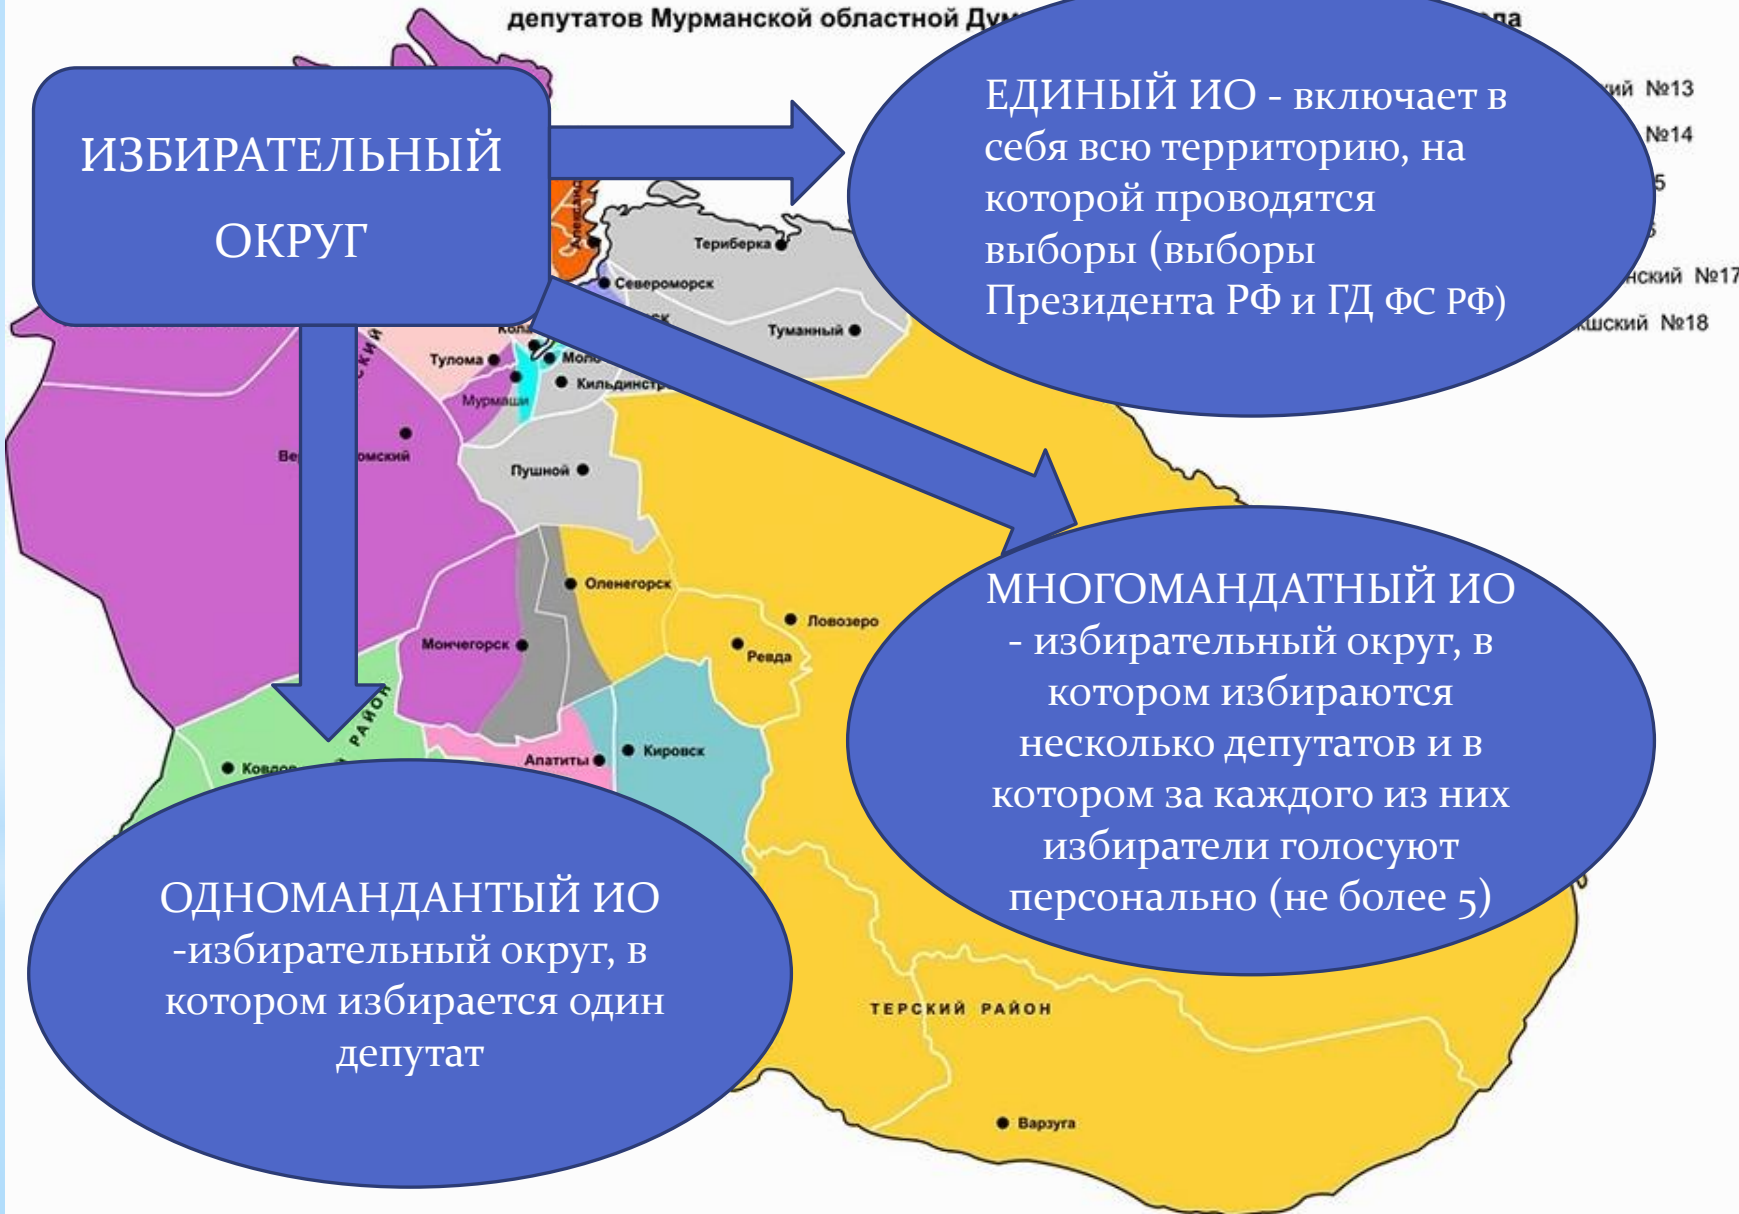 депутатов Мурманской областной
ИЗБИРАТЕЛЬНЫЙ
ОКРУГ
ЕДИНЫЙ ИО - включает в
себя всю территорию, на
которой проводятся
выборы (выборы
Президента РФ и ГД ФС РФ)
№13
№14
№17
№18
Териберка
Североморск
Туманный
Тулома
Мурмаши
Пушной
Оленегорск
Мончегорск
Ловозеро
Ревда
РАЙОН
Апатиты
Кировск
МНОГОМАНДАТНЫЙ ИО
- избирательный округ, в
котором избираются
несколько депутатов и в
котором за каждого из них
избиратели голосуют
персонально (не более 5)
ОДНОМАНДАНТЫЙ ИО
-избирательный округ, в
котором избирается один
депутат
ТЕРСКИЙ РАЙОН
Варзуга